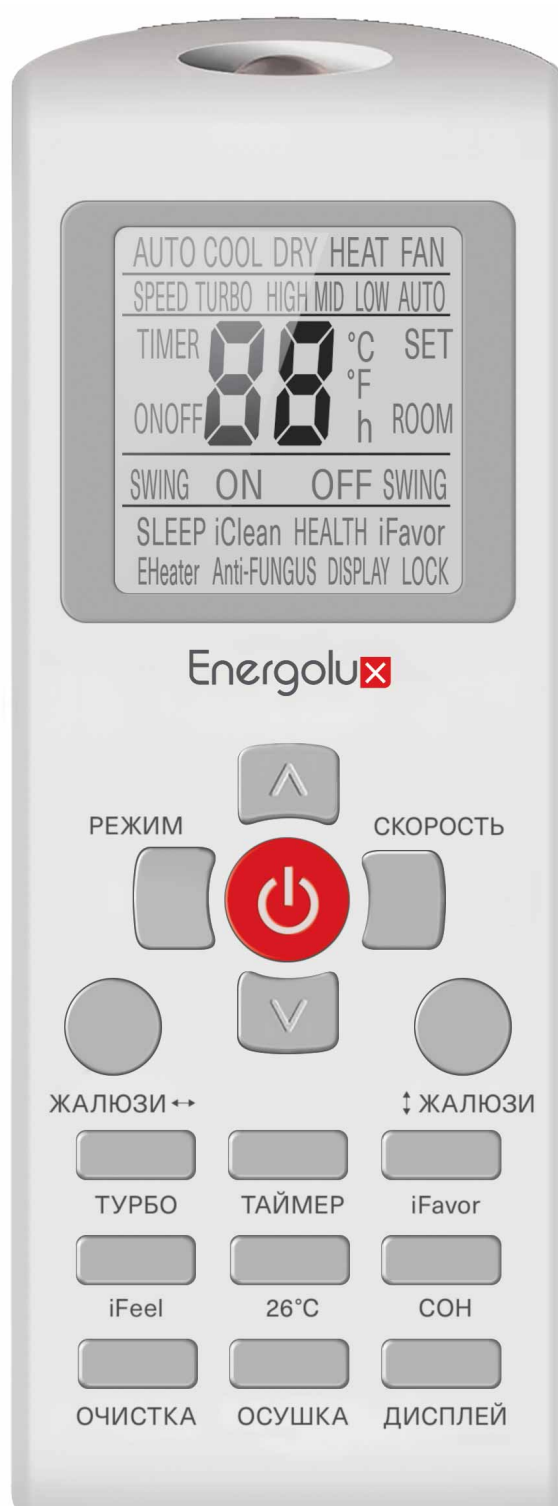 AUTO COOL DRY HEAT FAN
SPEED TURBO HIGH MID LOW AUTO
TIMER 88 °C SET
°F
ONOFF h ROOM
SWING ON OFF SWING
SLEEP iClean HEALTH iFavor
EHeater Anti-FUNGUS DISPLAY LOCK
Energolux
РЕЖИМ СКОРОСТЬ
ЖАЛЮЗИ ↔ ↕ ЖАЛЮЗИ
ТУРБО ТАЙМЕР iFavor
iFeel 26°C СОН
ОЧИСТКА ОСУШКА ДИСПЛЕЙ